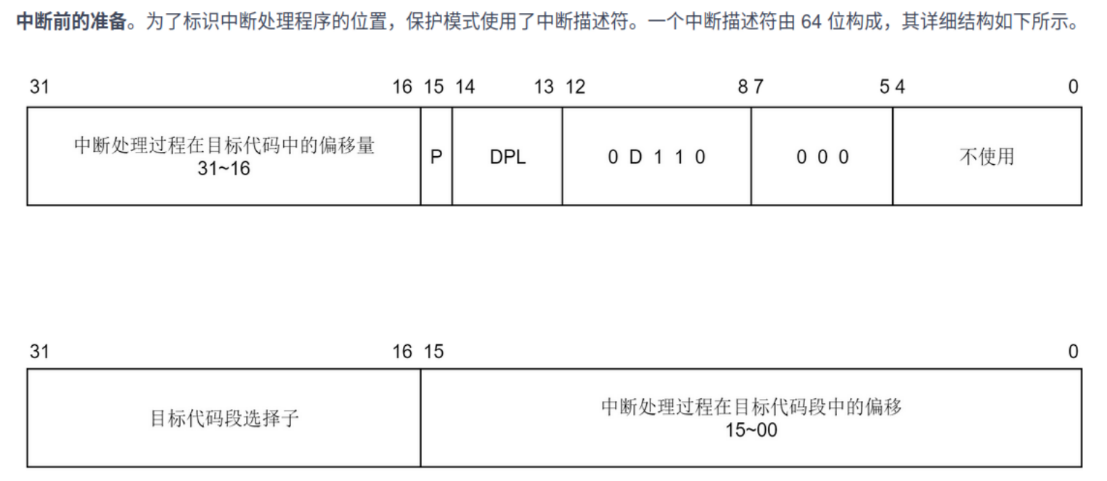 中断前的准备。为了标识中断处理程序的位置，保护模式使用了中断描述符。一个中断描述符由 64 位构成，其详细结构如下所示。
31 16 15 14 13 12 8 7 5 4 0
中断处理过程在目标代码中的偏移量
31~16
P
DPL
0 D 1 1 0
0 0 0
不使用
31 16 15 0
目标代码段选择子
中断处理过程在目标代码段中的偏移
15~00